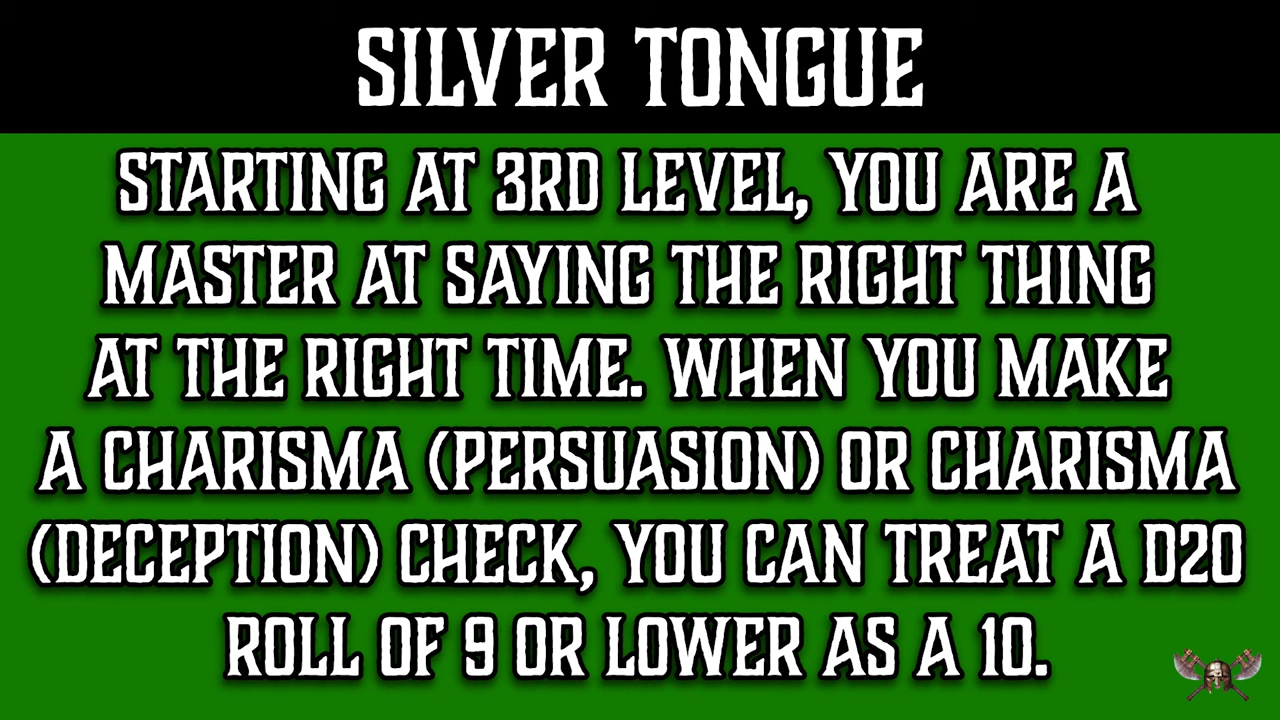 SILVER TONGUE
STARTING AT 3RD LEVEL, YOU ARE A
MASTER AT SAYING THE RIGHT THING
AT THE RIGHT TIME. WHEN YOU MAKE
A CHARISMA (PERSUASION) OR CHARISMA
(DECEPTION) CHECK, YOU CAN TREAT A D20
ROLL OF 9 OR LOWER AS A 10.